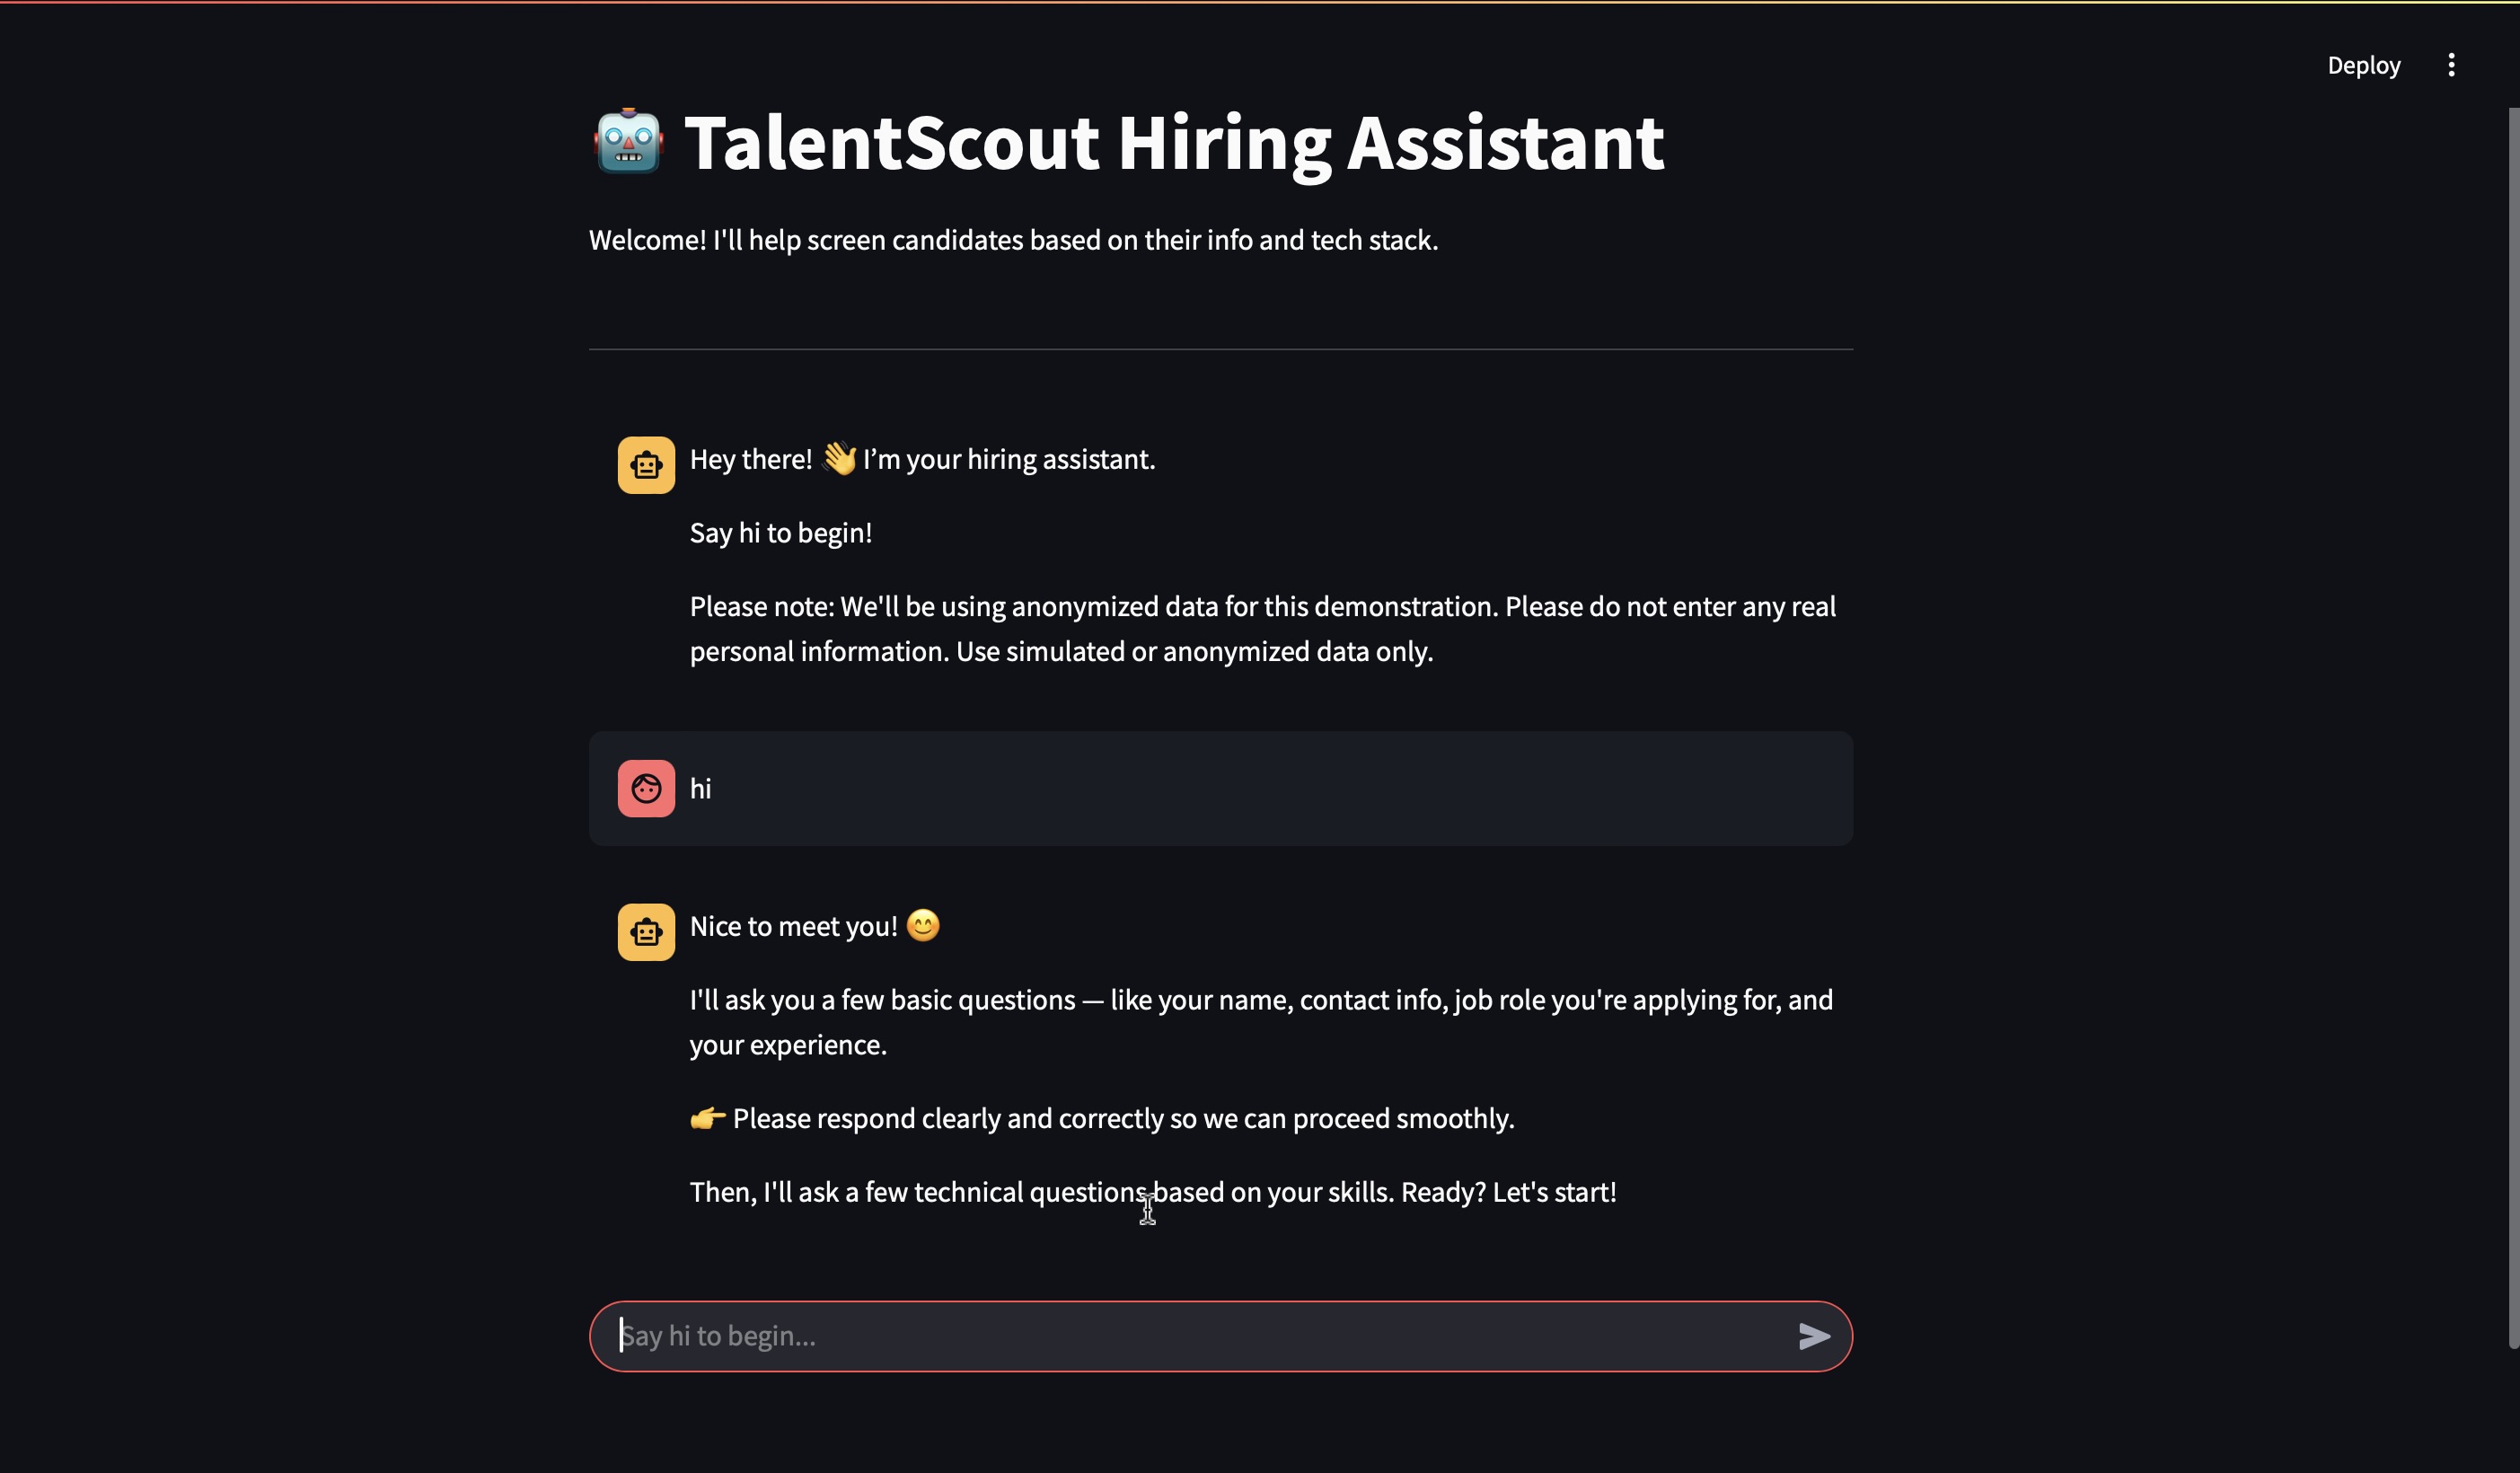 Deploy
🤖 TalentScout Hiring Assistant
Welcome! I'll help screen candidates based on their info and tech stack.
Hey there! 👋 I’m your hiring assistant.
Say hi to begin!
Please note: We'll be using anonymized data for this demonstration. Please do not enter any real
personal information. Use simulated or anonymized data only.
hi
Nice to meet you! 😊
I'll ask you a few basic questions — like your name, contact info, job role you're applying for, and
your experience.
👉 Please respond clearly and correctly so we can proceed smoothly.
Then, I'll ask a few technical questions based on your skills. Ready? Let's start!
Say hi to begin...